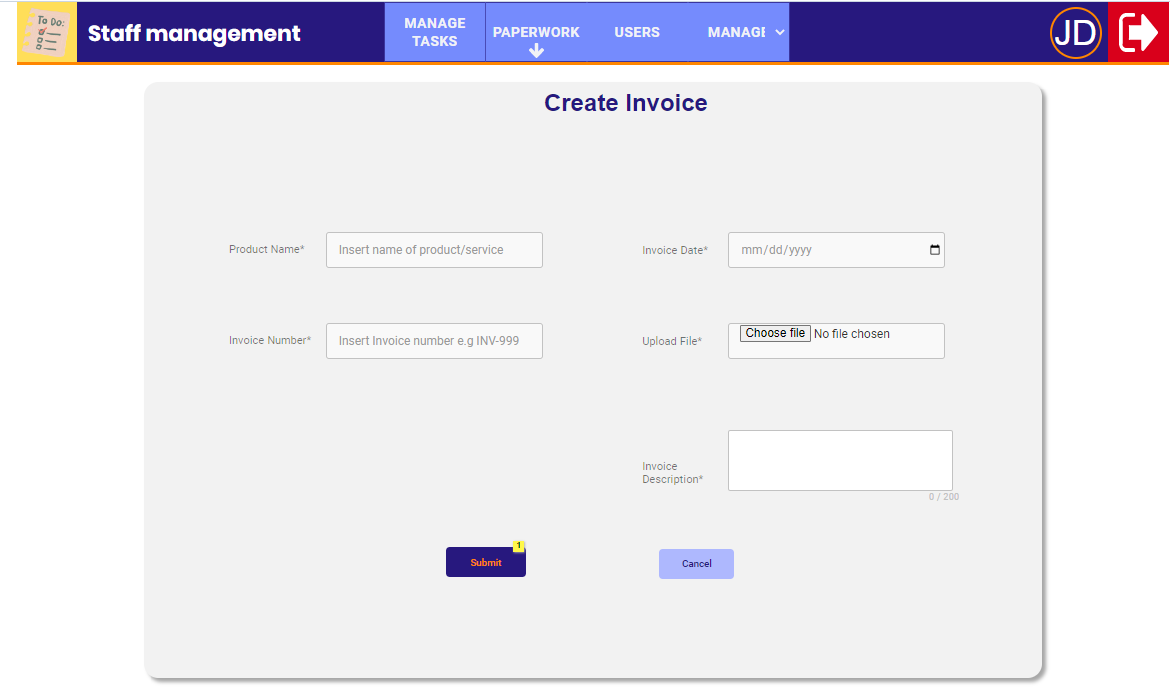 To Do:
Staff management
MANAGE
TASKS
PAPERWORK
USERS
MANAGE
JD
Create Invoice
Product Name*
Insert name of product/service
Invoice Date*
mm/dd/yyyy
Invoice Number*
Insert Invoice number e.g INV-999
Upload File*
Choose file No file chosen
Invoice
Description*
0 / 200
Submit
1
Cancel